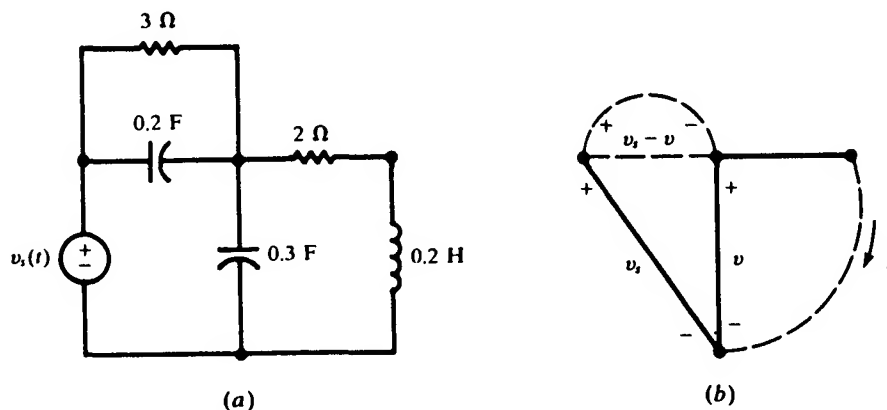 3 Ω
0.2 F
2 Ω
+ −
v_s − v
+ +
v_s(t)
+
−
0.3 F
0.2 H
v_s
v
− −
(a)
(b)